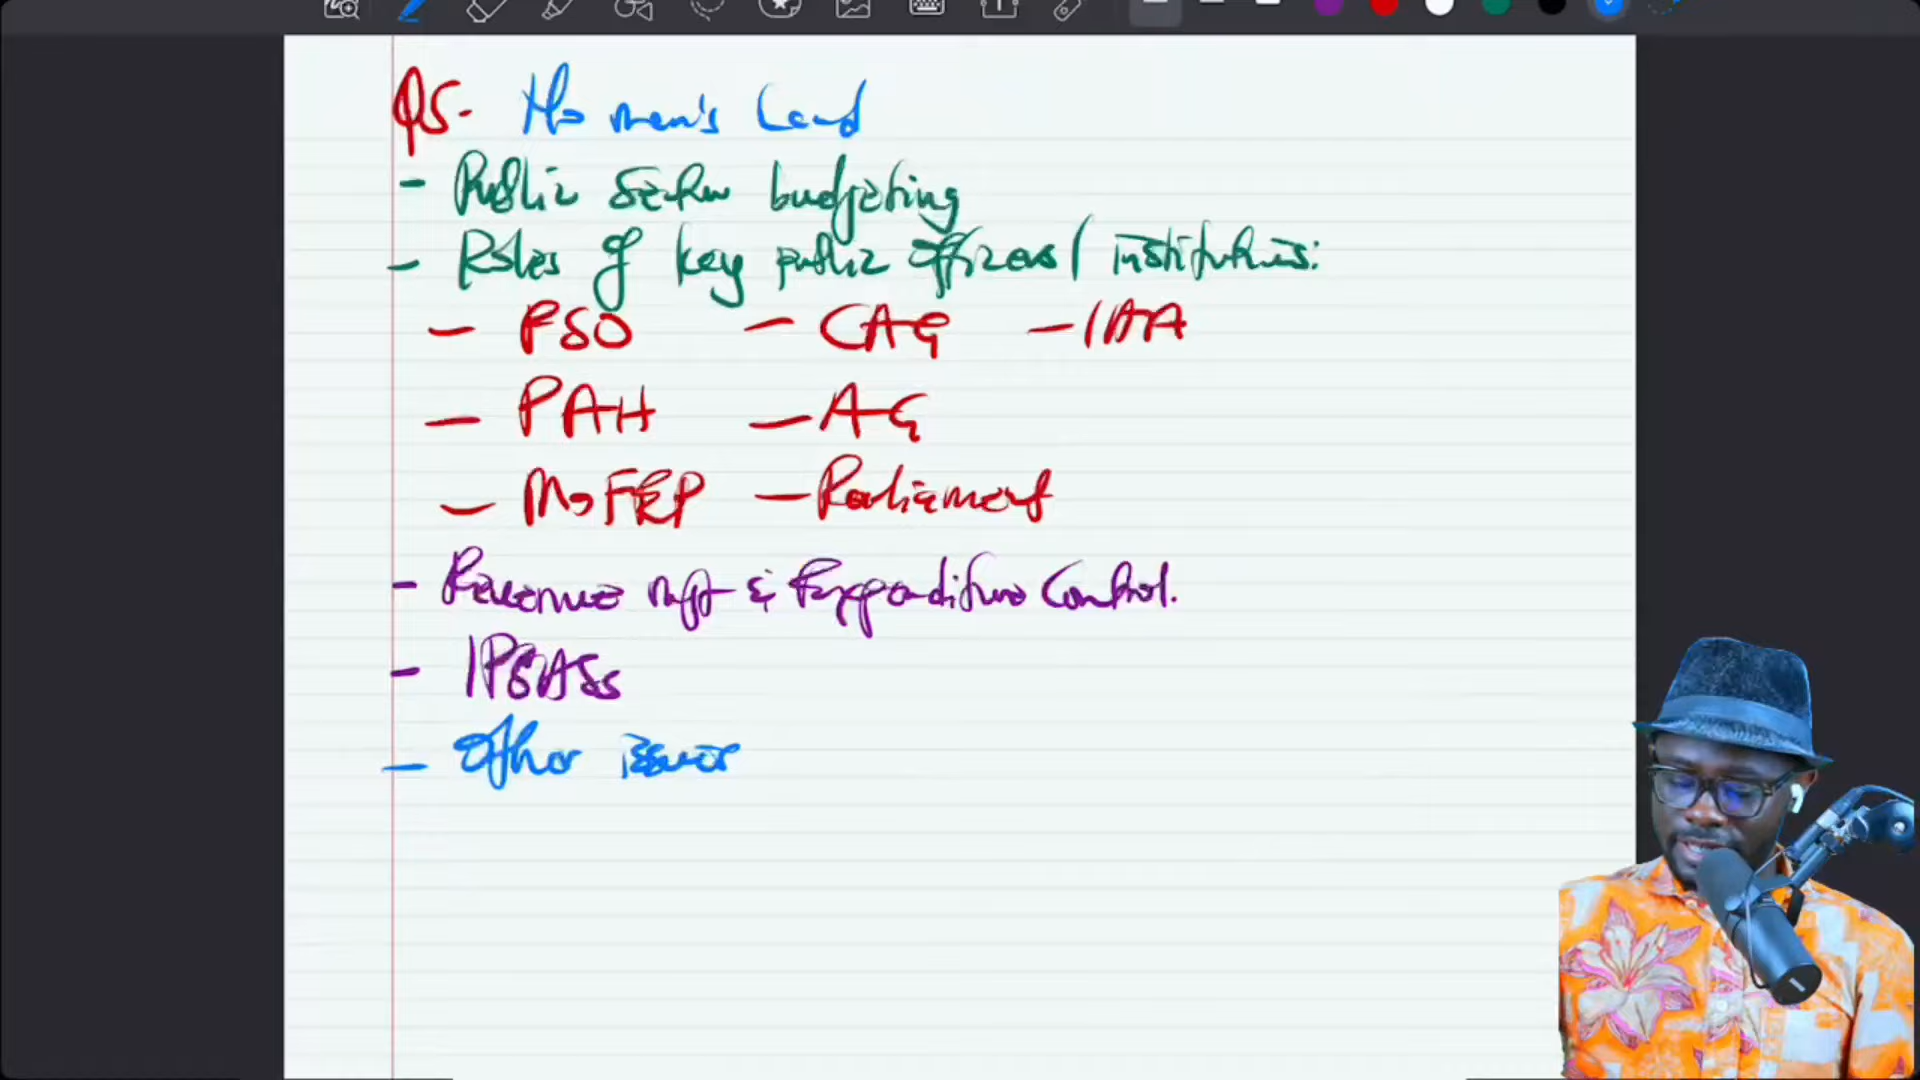 Q5- No man's Land
- Public Sector budgeting
- Roles of key public officers/institutions:
- PSO - CAG - IAA
- PAH - AG
- MoFEP - Parliament
- Revenue mgt & Expenditure Control.
- IPSASs
- Other issues